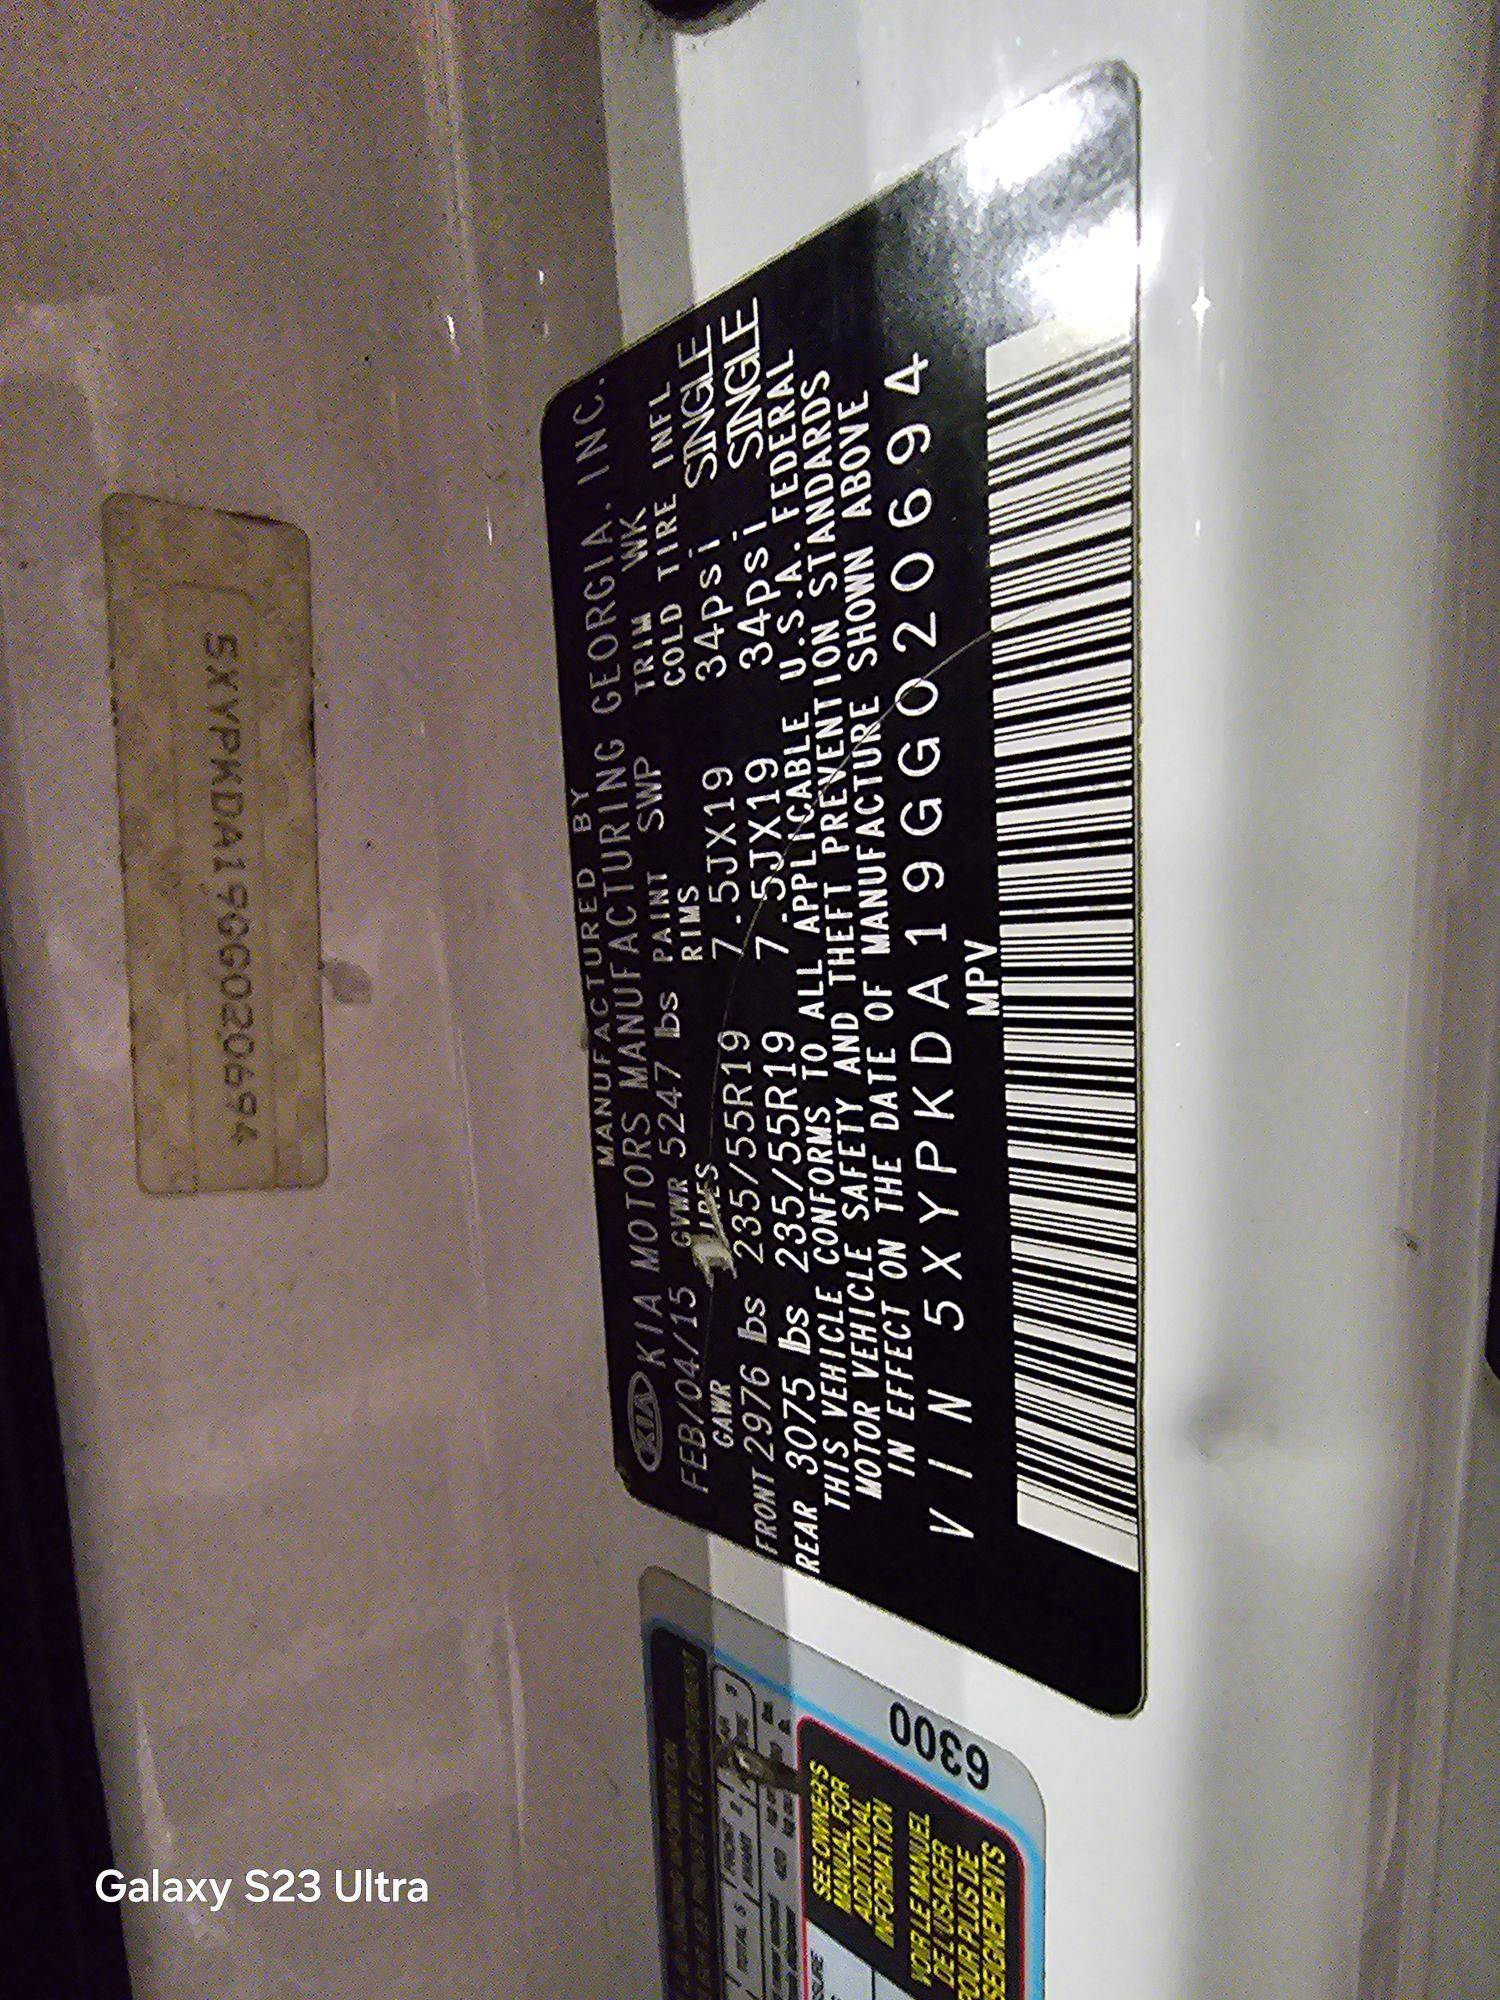 5XYPKDA19GG020694
MANUFACTURED BY
KIA KIA MOTORS MANUFACTURING GEORGIA, INC.
FEB/04/15 GVWR 5247 lbs PAINT SWP TRIM WK
GAWR TIRES RIMS COLD TIRE INFL
FRONT 2976 lbs 235/55R19 7.5JX19 34psi SINGLE
REAR 3075 lbs 235/55R19 7.5JX19 34psi SINGLE
THIS VEHICLE CONFORMS TO ALL APPLICABLE U.S.A. FEDERAL
MOTOR VEHICLE SAFETY AND THEFT PREVENTION STANDARDS
IN EFFECT ON THE DATE OF MANUFACTURE SHOWN ABOVE
VIN 5XYPKDA19GG020694
MPV
TOTAL 5
6300
SEE OWNER'S
MANUAL FOR
ADDITIONAL
INFORMATION
VOIR LE MANUEL
DE L'USAGER
POUR PLUS DE
Galaxy S23 Ultra